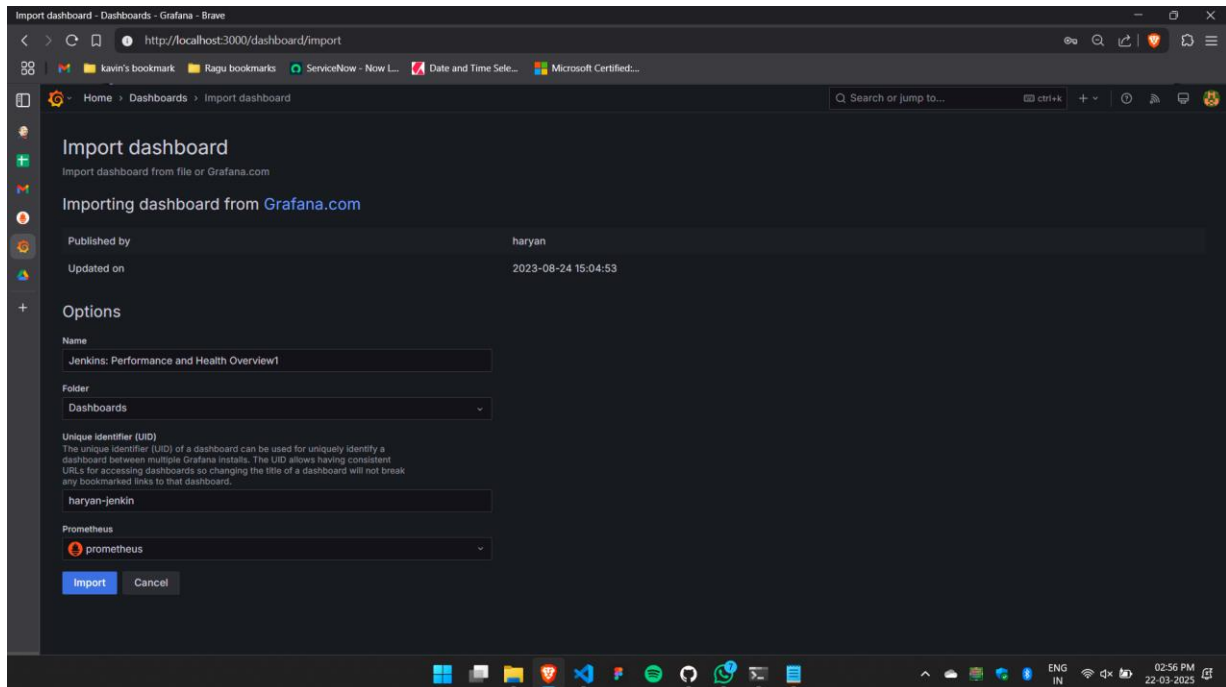 Import dashboard - Dashboards - Grafana - Brave
http://localhost:3000/dashboard/import
kavin's bookmark Ragu bookmarks ServiceNow - Now L... Date and Time Sele... Microsoft Certified:...
Home › Dashboards › Import dashboard Search or jump to... ctrl+k
Import dashboard
Import dashboard from file or Grafana.com
Importing dashboard from Grafana.com
Published by haryan
Updated on 2023-08-24 15:04:53
Options
Name
Jenkins: Performance and Health Overview1
Folder
Dashboards
Unique identifier (UID)
The unique identifier (UID) of a dashboard can be used for uniquely identify a
dashboard between multiple Grafana installs. The UID allows having consistent
URLs for accessing dashboards so changing the title of a dashboard will not break
any bookmarked links to that dashboard.
haryan-jenkin
Prometheus
prometheus
Import Cancel
7
ENG 02:56 PM
IN 22-03-2025